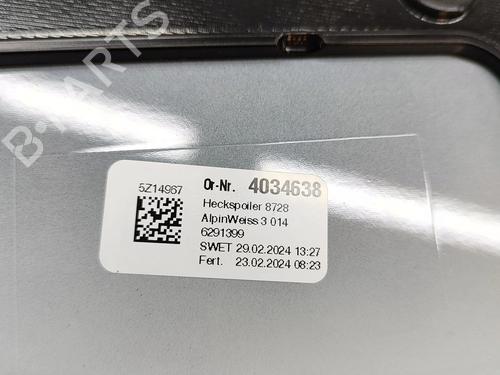 B-PARTS
5Z14967
Or-Nr. 4034638
Heckspoiler 8728
AlpinWeiss 3 014
6291399
SWET 29.02.2024 13:27
Fert. 23.02.2024 08:23